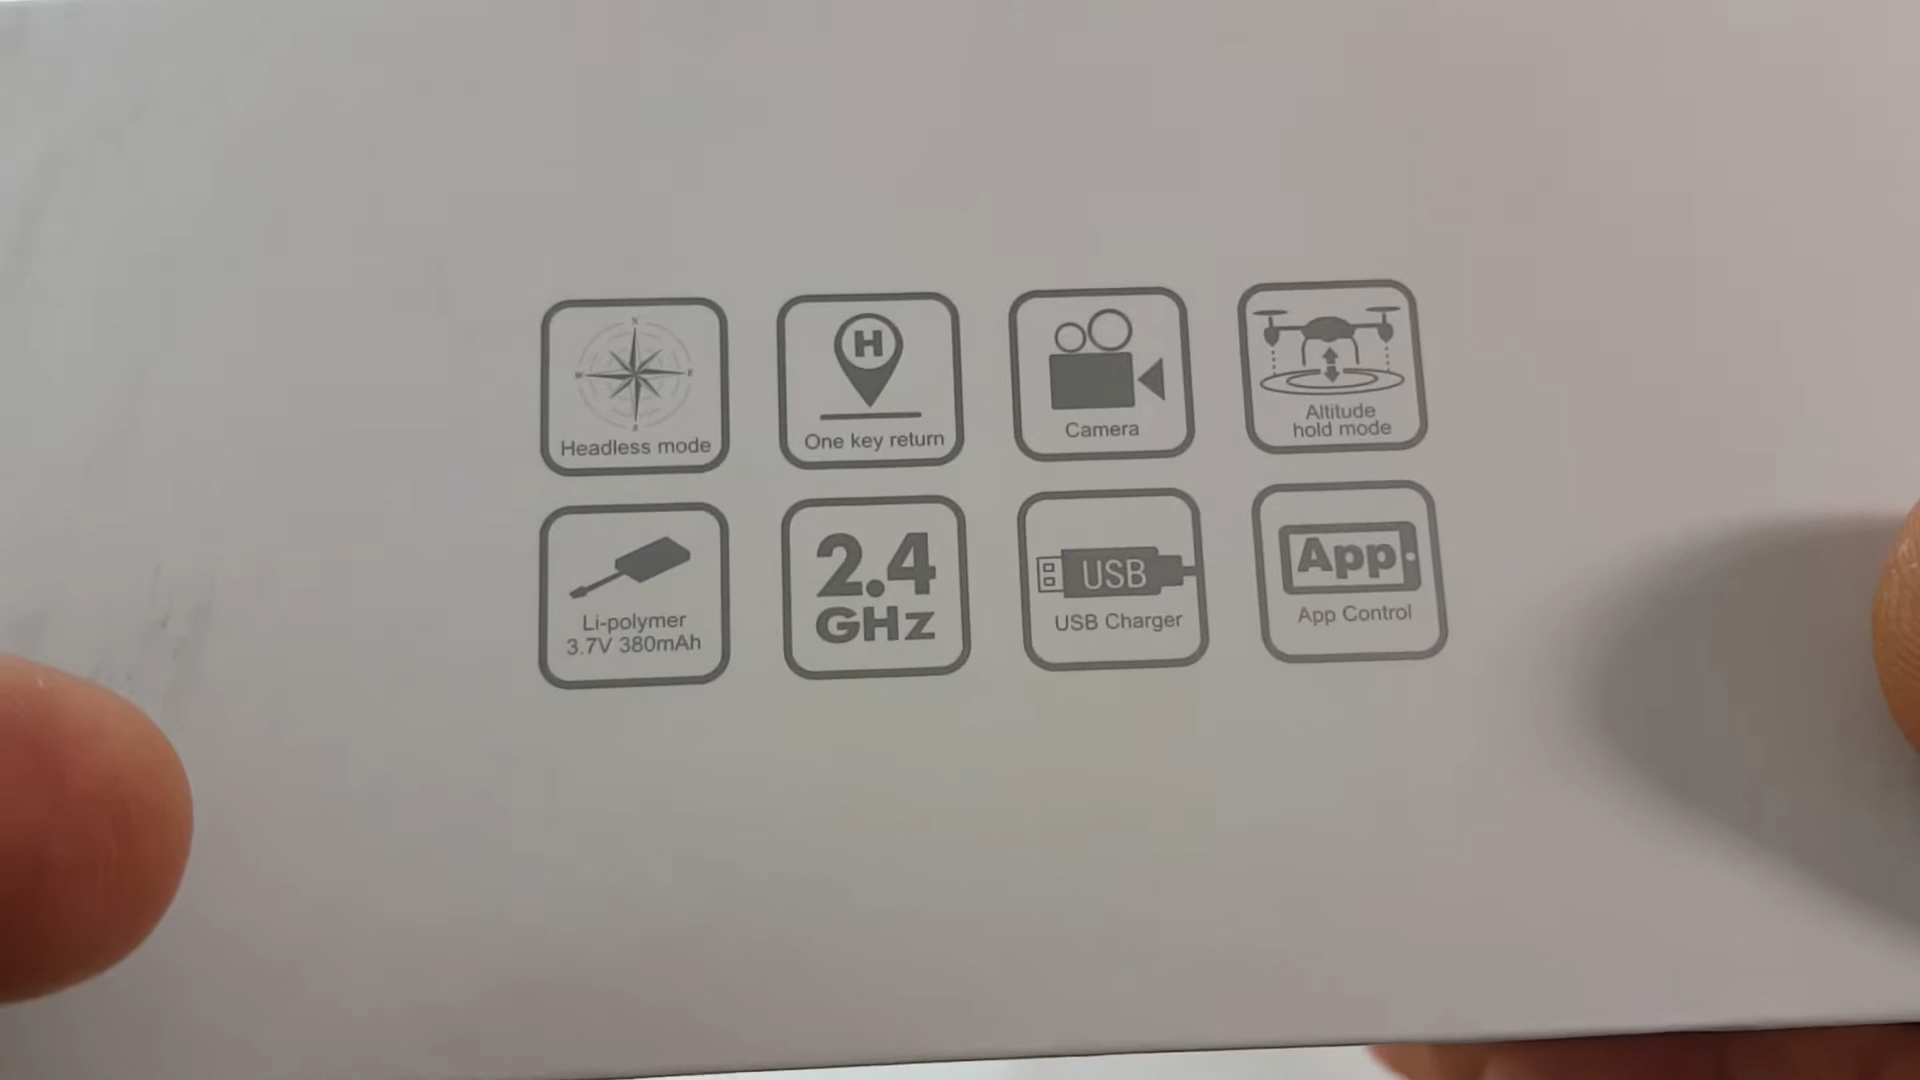 N
W
E
S
Headless mode
H
One key return
Camera
Altitude
hold mode
Li-polymer
3.7V 380mAh
2.4
GHz
USB
USB Charger
App
App Control